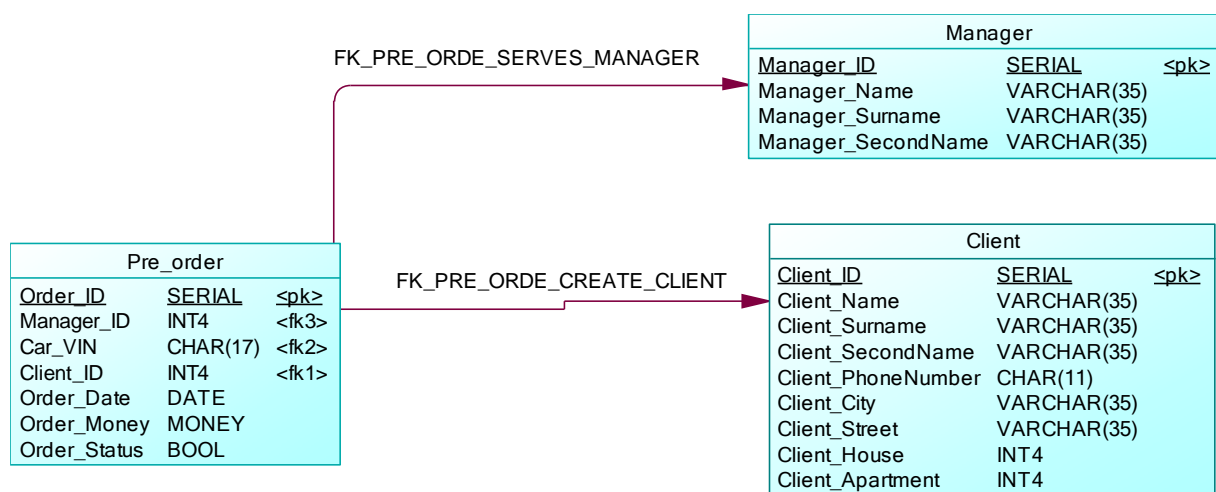 FK_PRE_ORDE_SERVES_MANAGER
Manager
Manager_ID SERIAL <pk>
Manager_Name VARCHAR(35)
Manager_Surname VARCHAR(35)
Manager_SecondName VARCHAR(35)
Pre_order
Order_ID SERIAL <pk>
Manager_ID INT4 <fk3>
Car_VIN CHAR(17) <fk2>
Client_ID INT4 <fk1>
Order_Date DATE
Order_Money MONEY
Order_Status BOOL
FK_PRE_ORDE_CREATE_CLIENT
Client
Client_ID SERIAL <pk>
Client_Name VARCHAR(35)
Client_Surname VARCHAR(35)
Client_SecondName VARCHAR(35)
Client_PhoneNumber CHAR(11)
Client_City VARCHAR(35)
Client_Street VARCHAR(35)
Client_House INT4
Client_Apartment INT4